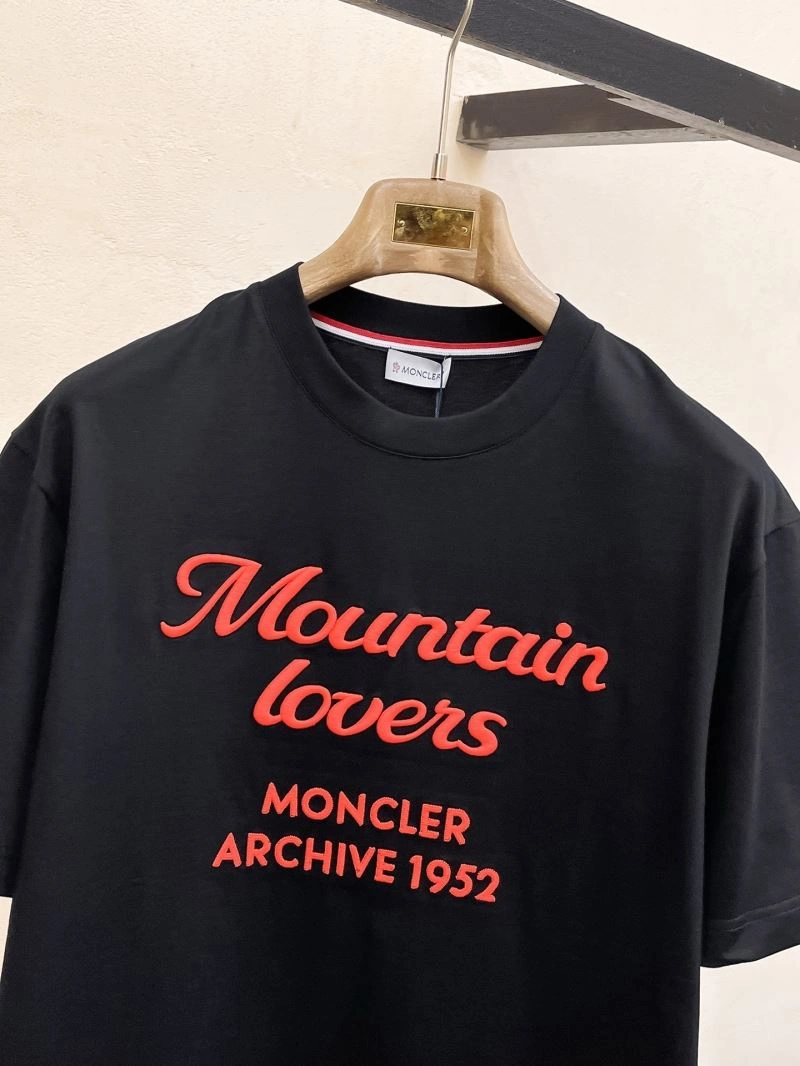 MONCLER
Mountain
lovers
MONCLER
ARCHIVE 1952